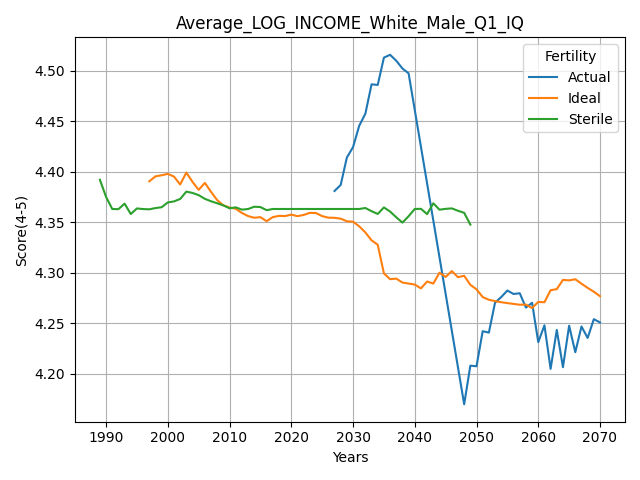 Average_LOG_INCOME_White_Male_Q1_IQ
Fertility
Actual
Ideal
Sterile
Score(4-5)
4.50
4.45
4.40
4.35
4.30
4.25
4.20
1990 2000 2010 2020 2030 2040 2050 2060 2070
Years